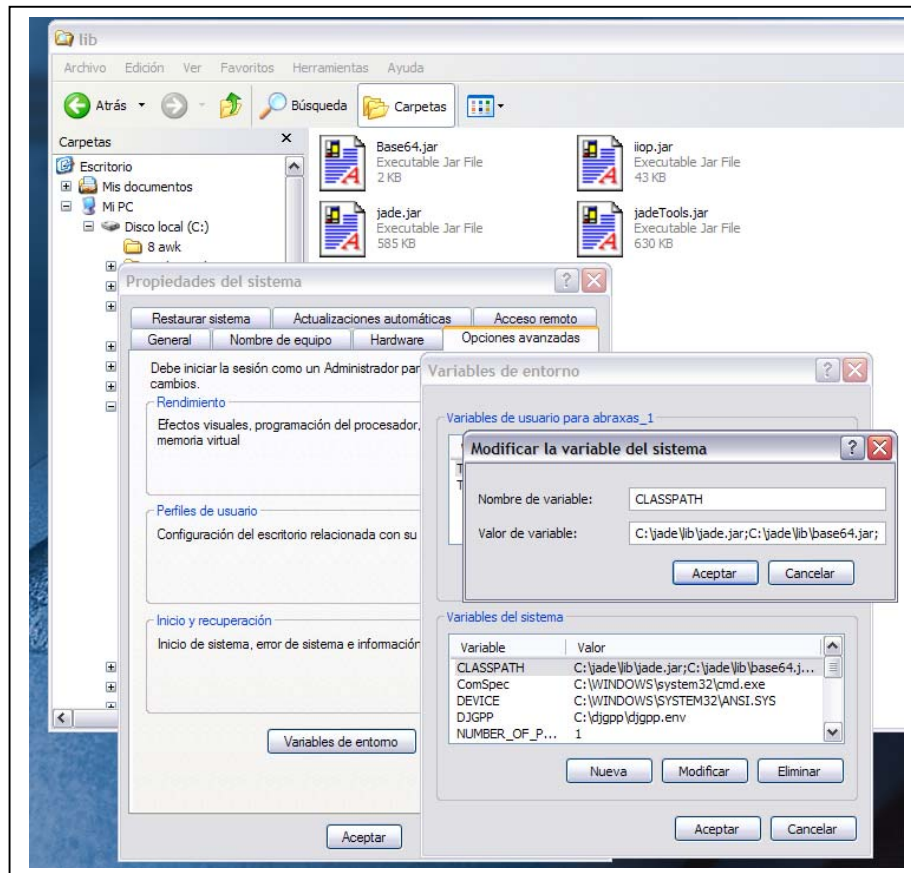 lib
Archivo Edición Ver Favoritos Herramientas Ayuda
Atrás Búsqueda Carpetas
Carpetas
Escritorio
Mis documentos
Mi PC
Disco local (C:)
8 awk
Base64.jar
Executable Jar File
2 KB
iiop.jar
Executable Jar File
43 KB
jade.jar
Executable Jar File
585 KB
jadeTools.jar
Executable Jar File
630 KB
Propiedades del sistema
Restaurar sistema Actualizaciones automáticas Acceso remoto
General Nombre de equipo Hardware Opciones avanzadas
Debe iniciar la sesión como un Administrador par
cambios.
Rendimiento
Efectos visuales, programación del procesador,
memoria virtual
Perfiles de usuario
Configuración del escritorio relacionada con su
Inicio y recuperación
Inicio de sistema, error de sistema e información
Variables de entorno
Aceptar
Variables de entorno
Variables de usuario para abraxas_1
Modificar la variable del sistema
Nombre de variable: CLASSPATH
Valor de variable: C:\jade\lib\jade.jar;C:\jade\lib\base64.jar;
Aceptar Cancelar
Variables del sistema
Variable Valor
CLASSPATH C:\jade\lib\jade.jar;C:\jade\lib\base64.j...
ComSpec C:\WINDOWS\system32\cmd.exe
DEVICE C:\WINDOWS\SYSTEM32\ANSI.SYS
DJGPP C:\djgpp\djgpp.env
NUMBER_OF_P... 1
Nueva Modificar Eliminar
Aceptar Cancelar